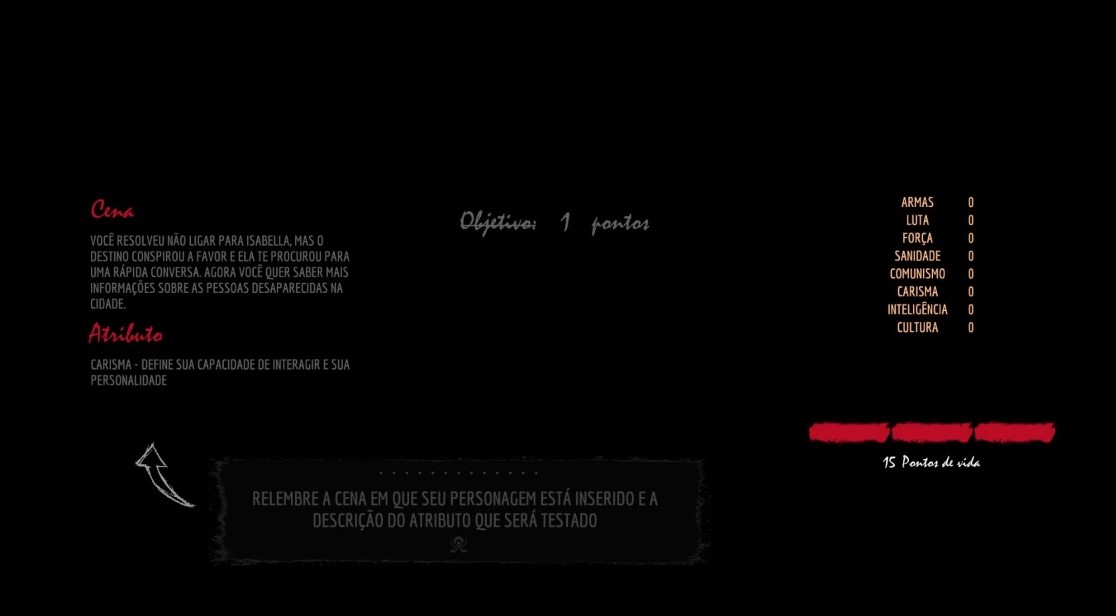 Cena
VOCÊ RESOLVEU NÃO LIGAR PARA ISABELLA, MAS O
DESTINO CONSPIROU A FAVOR E ELA TE PROCUROU PARA
UMA RÁPIDA CONVERSA. AGORA VOCÊ QUER SABER MAIS
INFORMAÇÕES SOBRE AS PESSOAS DESAPARECIDAS NA
CIDADE.
Atributo
CARISMA - DEFINE SUA CAPACIDADE DE INTERAGIR E SUA
PERSONALIDADE
Objetivo: 1 pontos
ARMAS 0
LUTA 0
FORÇA 0
SANIDADE 0
COMUNISMO 0
CARISMA 0
INTELIGÊNCIA 0
CULTURA 0
15 Pontos de vida
RELEMBRE A CENA EM QUE SEU PERSONAGEM ESTÁ INSERIDO E A
DESCRIÇÃO DO ATRIBUTO QUE SERÁ TESTADO